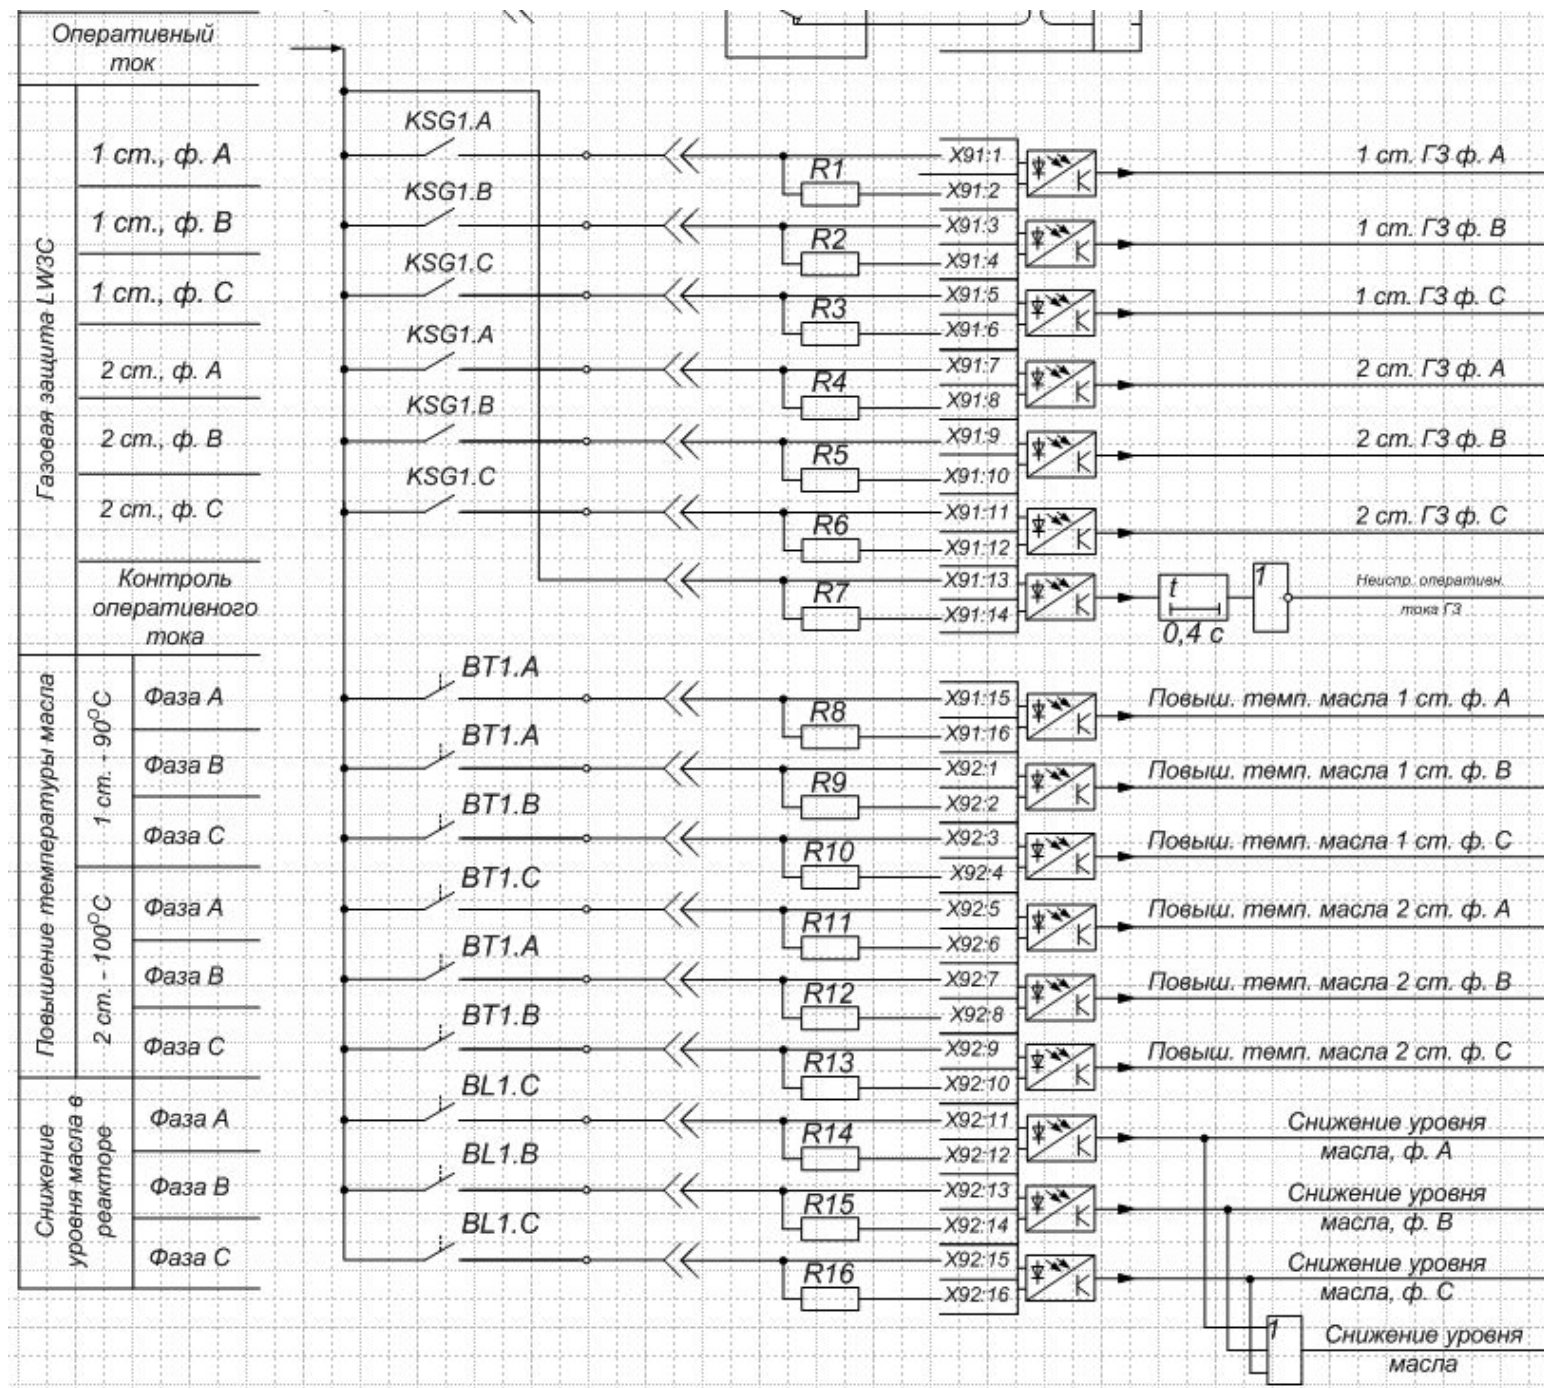 Оперативный
ток
Газовая защита LW3C
1 ст., ф. А
KSG1.A
R1
X91:1
X91:2
1 ст. ГЗ ф. А
1 ст., ф. В
KSG1.B
R2
X91:3
X91:4
1 ст. ГЗ ф. В
1 ст., ф. С
KSG1.C
R3
X91:5
X91:6
1 ст. ГЗ ф. С
2 ст., ф. А
KSG1.A
R4
X91:7
X91:8
2 ст. ГЗ ф. А
2 ст., ф. В
KSG1.B
R5
X91:9
X91:10
2 ст. ГЗ ф. В
2 ст., ф. С
KSG1.C
R6
X91:11
X91:12
2 ст. ГЗ ф. С
Контроль
оперативного
тока
R7
X91:13
X91:14
t
0,4 с
1
Неиспр. оперативн.
тока ГЗ
Повышение температуры масла
1 ст. - 90⁰С
Фаза А
BT1.A
R8
X91:15
X91:16
Повыш. темп. масла 1 ст. ф. А
Фаза В
BT1.A
R9
X92:1
X92:2
Повыш. темп. масла 1 ст. ф. В
Фаза С
BT1.B
R10
X92:3
X92:4
Повыш. темп. масла 1 ст. ф. С
2 ст. - 100⁰С
Фаза А
BT1.C
R11
X92:5
X92:6
Повыш. темп. масла 2 ст. ф. А
Фаза В
BT1.A
R12
X92:7
X92:8
Повыш. темп. масла 2 ст. ф. В
Фаза С
BT1.B
R13
X92:9
X92:10
Повыш. темп. масла 2 ст. ф. С
Снижение
уровня масла в
реакторе
Фаза А
BL1.C
R14
X92:11
X92:12
Снижение уровня
масла, ф. А
Фаза В
BL1.B
R15
X92:13
X92:14
Снижение уровня
масла, ф. В
Фаза С
BL1.C
R16
X92:15
X92:16
Снижение уровня
масла, ф. С
1
Снижение уровня
масла